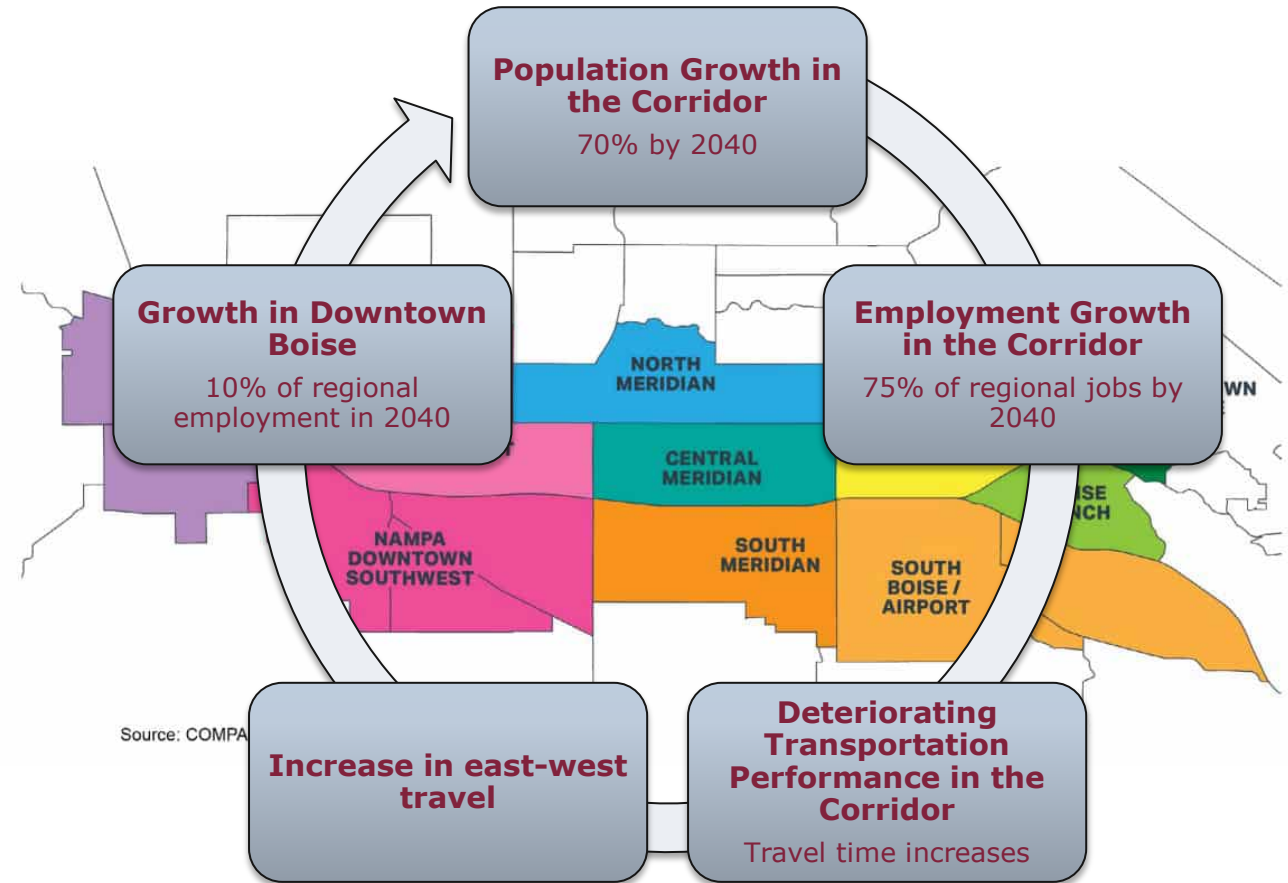 Population Growth in
the Corridor
70% by 2040
Growth in Downtown
Boise
10% of regional
employment in 2040
Employment Growth
in the Corridor
75% of regional jobs by
2040
NORTH
MERIDIAN
CENTRAL
MERIDIAN
NAMPA
DOWNTOWN
SOUTHWEST
SOUTH
MERIDIAN
SOUTH
BOISE /
AIRPORT
Source:
Increase in east-west
travel
Deteriorating
Transportation
Performance in the
Corridor
Travel time increases